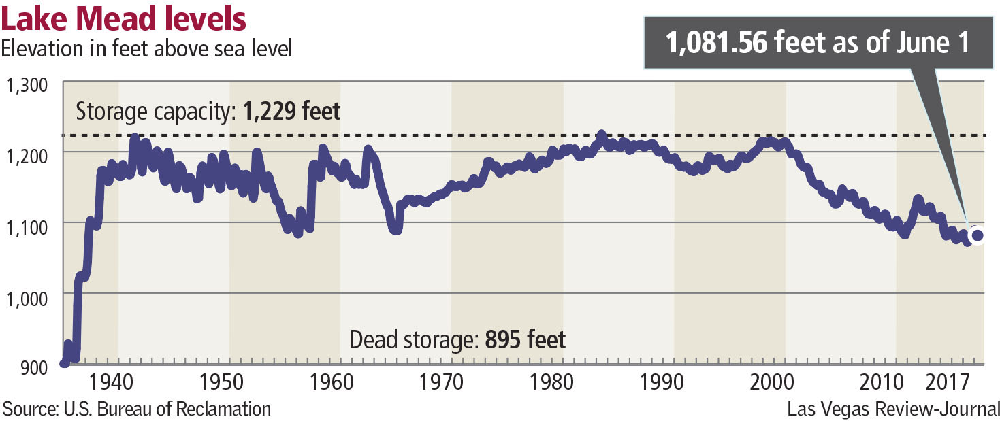 Lake Mead levels
Elevation in feet above sea level
1,081.56 feet as of June 1
1,300
Storage capacity: 1,229 feet
1,200
1,100
1,000
Dead storage: 895 feet
900
1940 1950 1960 1970 1980 1990 2000 2010 2017
Source: U.S. Bureau of Reclamation
Las Vegas Review-Journal